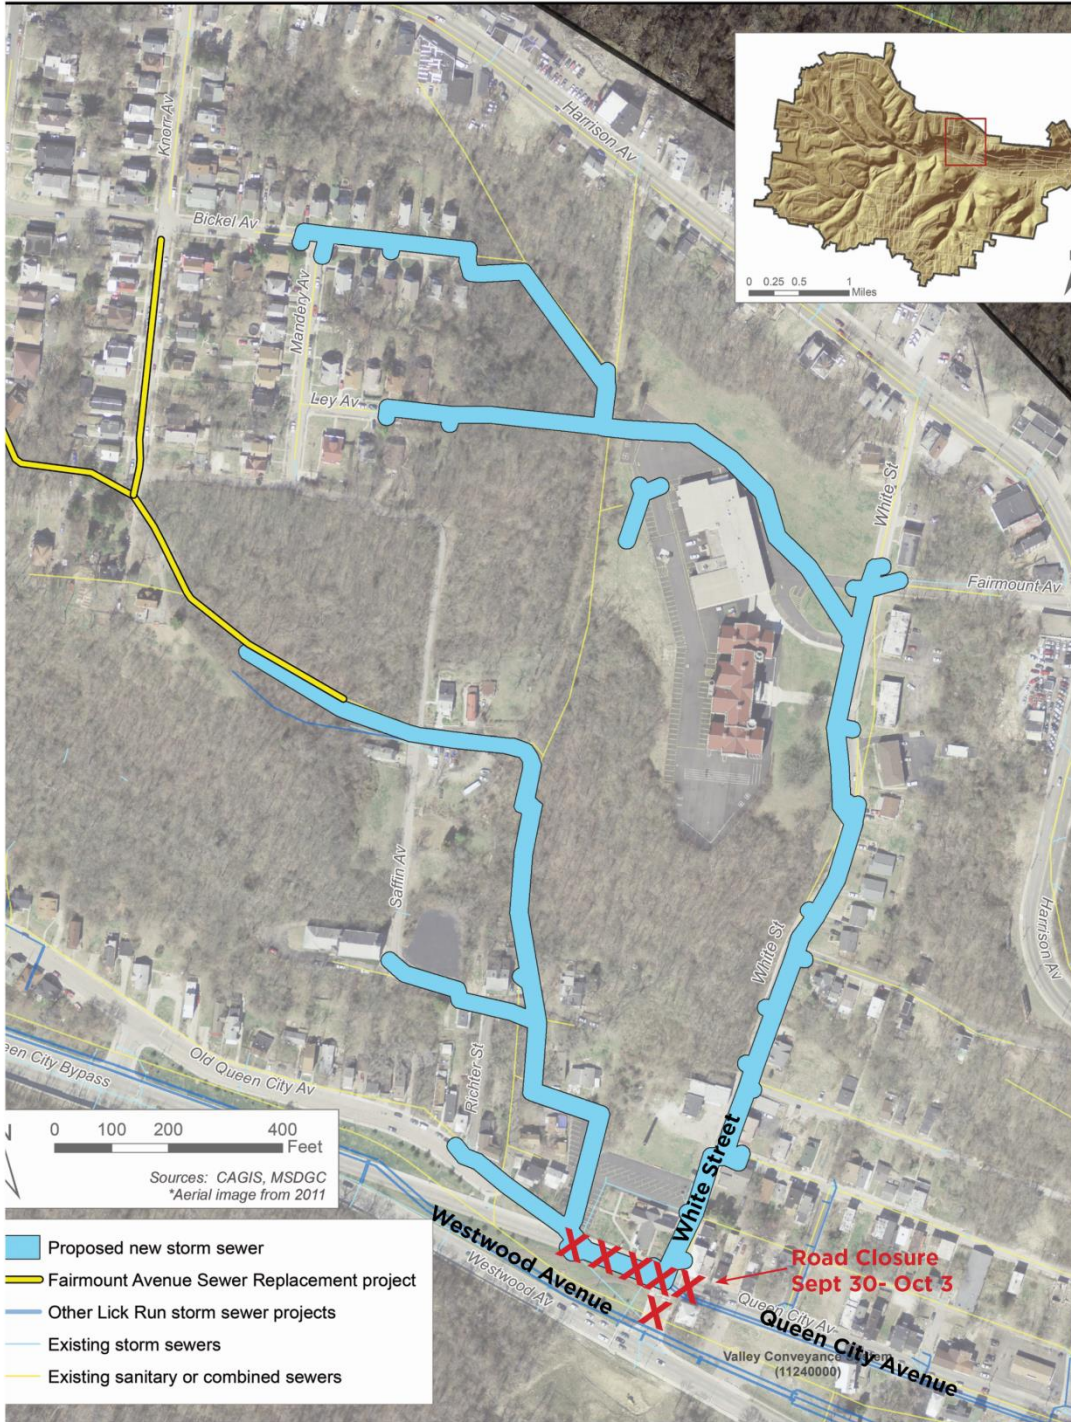 Harrison Av
Knorr Av
Bickel Av
Mandery Av
0 0.25 0.5 1
Miles
Ley Av
White St
Fairmount Av
Saffin Av
White St
Harrison Av
Old Queen City Av
Richter St
0 100 200 400
Feet
Sources: CAGIS, MSDGC
*Aerial image from 2011
White Street
Westwood Avenue
Westwood Av
Road Closure
Sept 30- Oct 3
Queen City Av
Queen City Avenue
Valley Conveyance
(11240000)
Proposed new storm sewer
Fairmount Avenue Sewer Replacement project
Other Lick Run storm sewer projects
Existing storm sewers
Existing sanitary or combined sewers
X X X X X
X